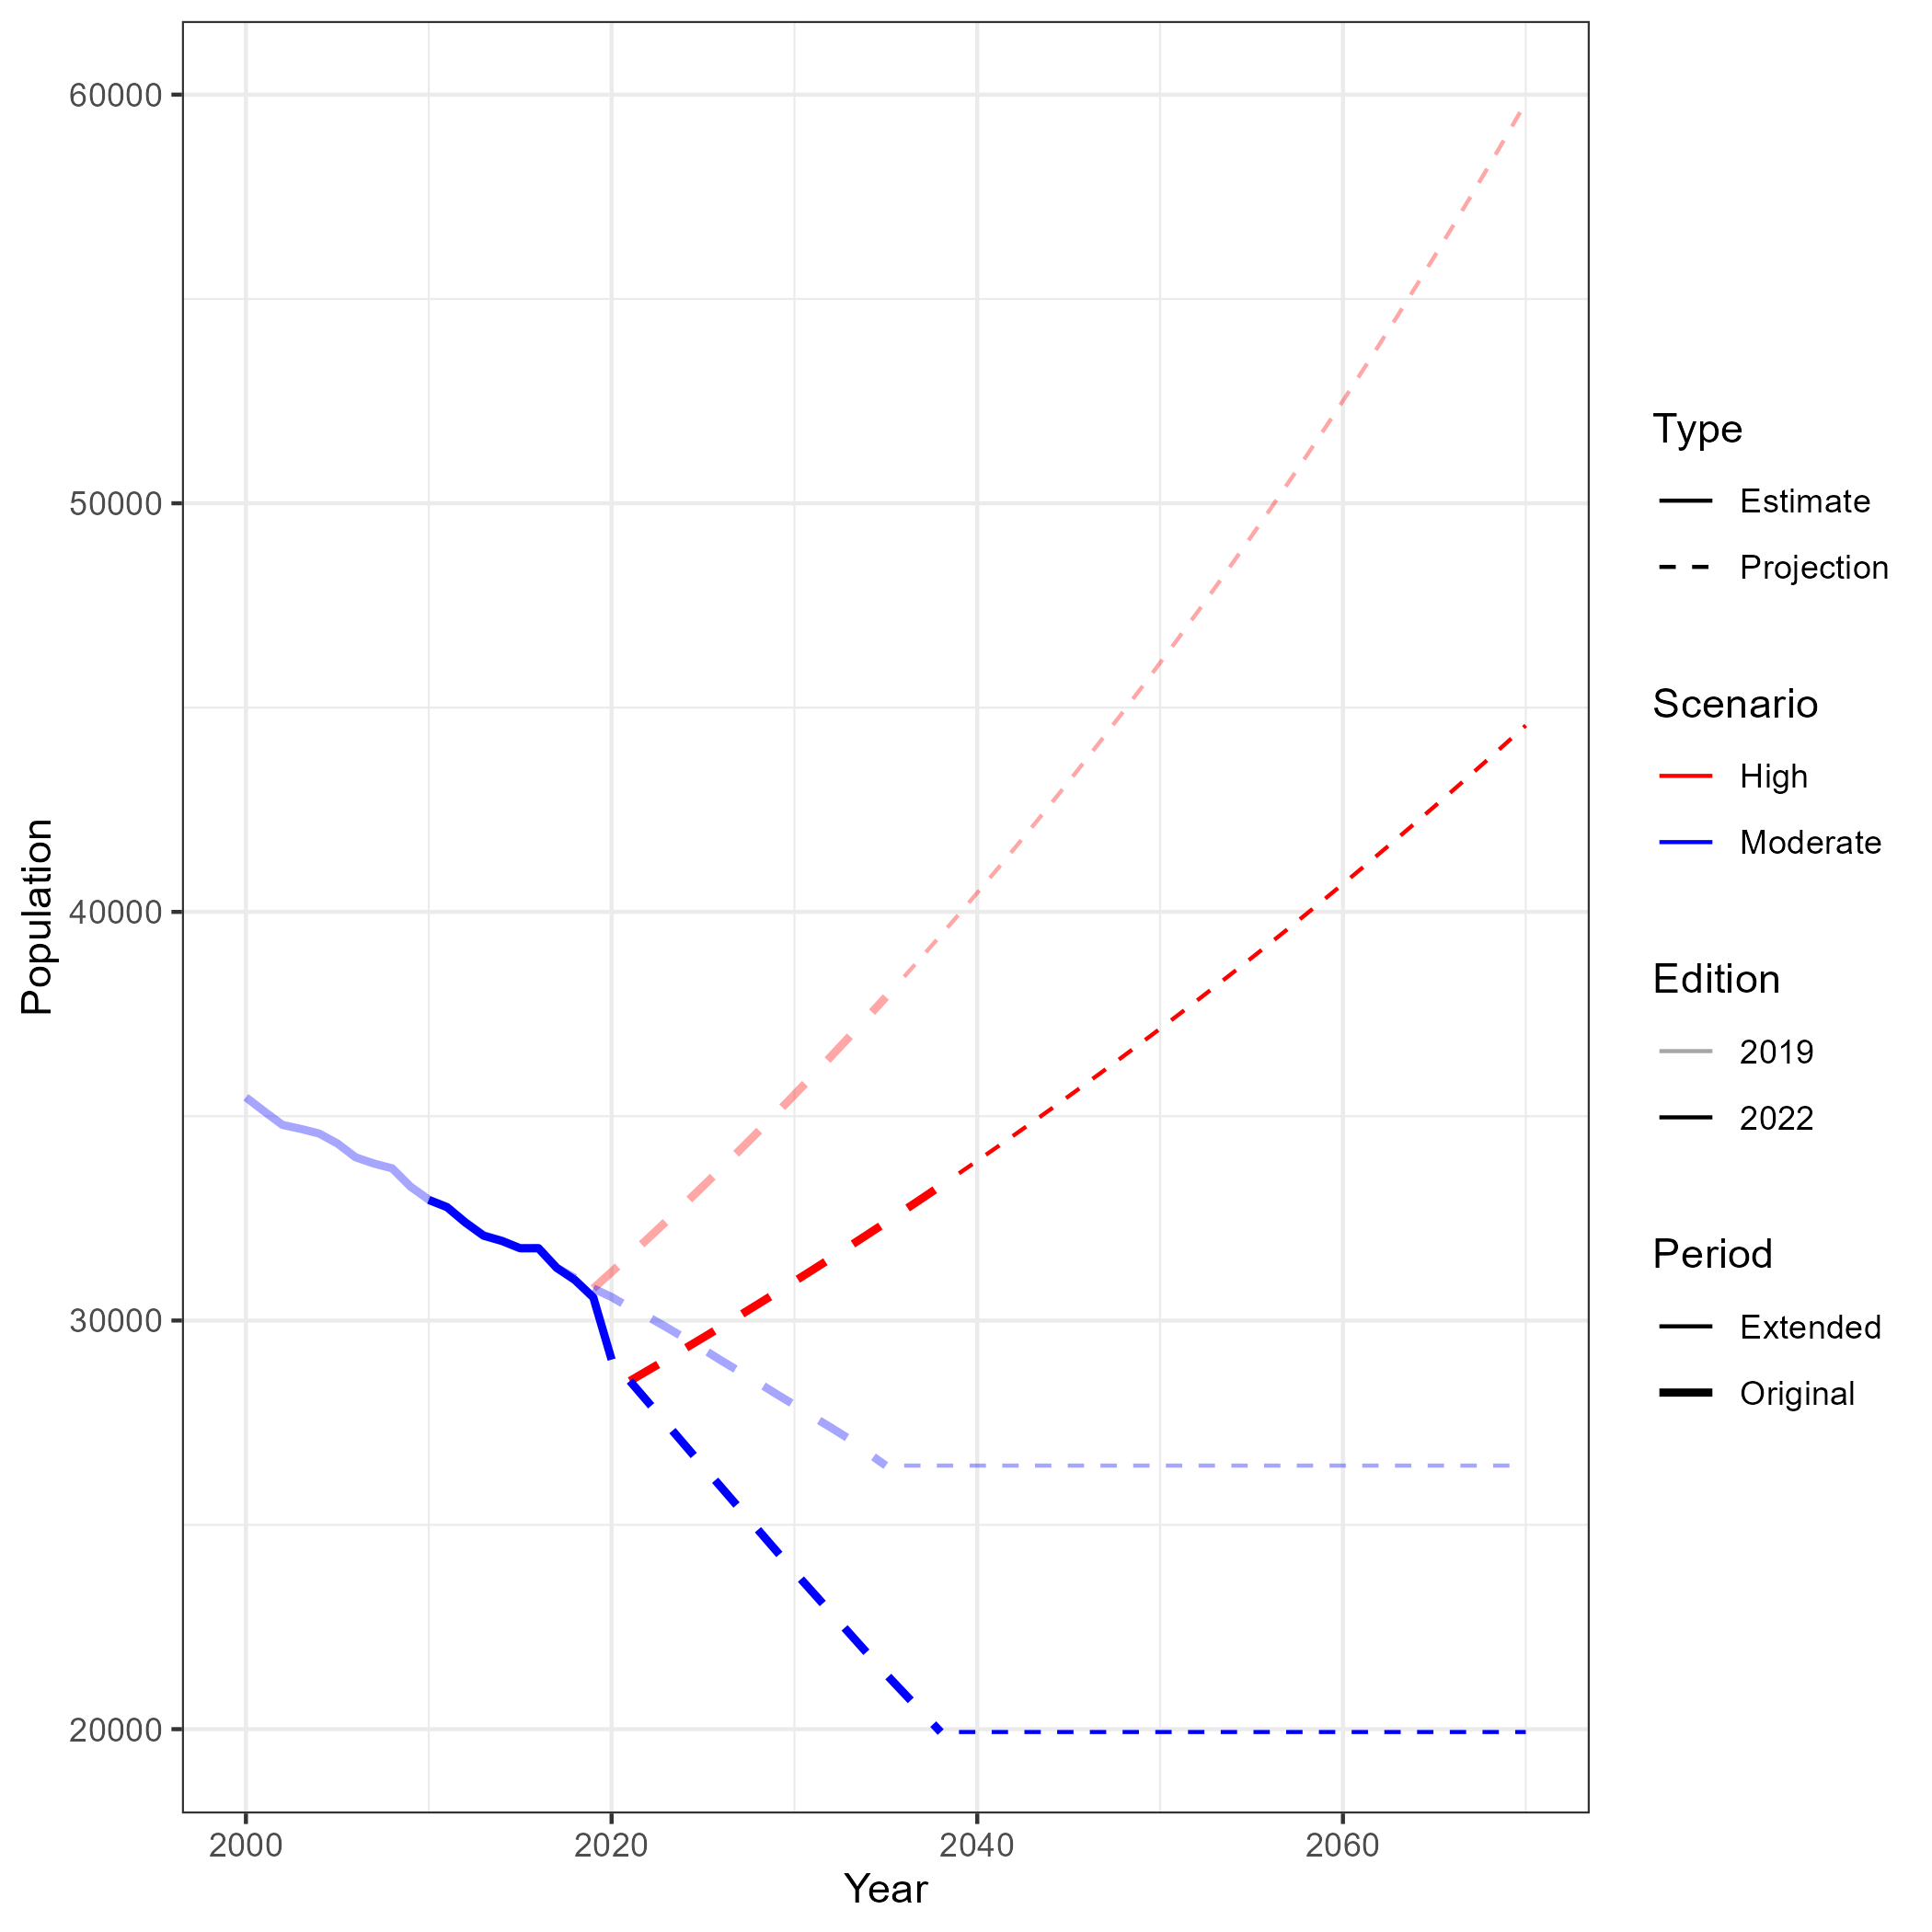 60000
50000
40000
30000
20000
Population
2000
2020
2040
2060
Year
Type
Estimate
Projection
Scenario
High
Moderate
Edition
2019
2022
Period
Extended
Original